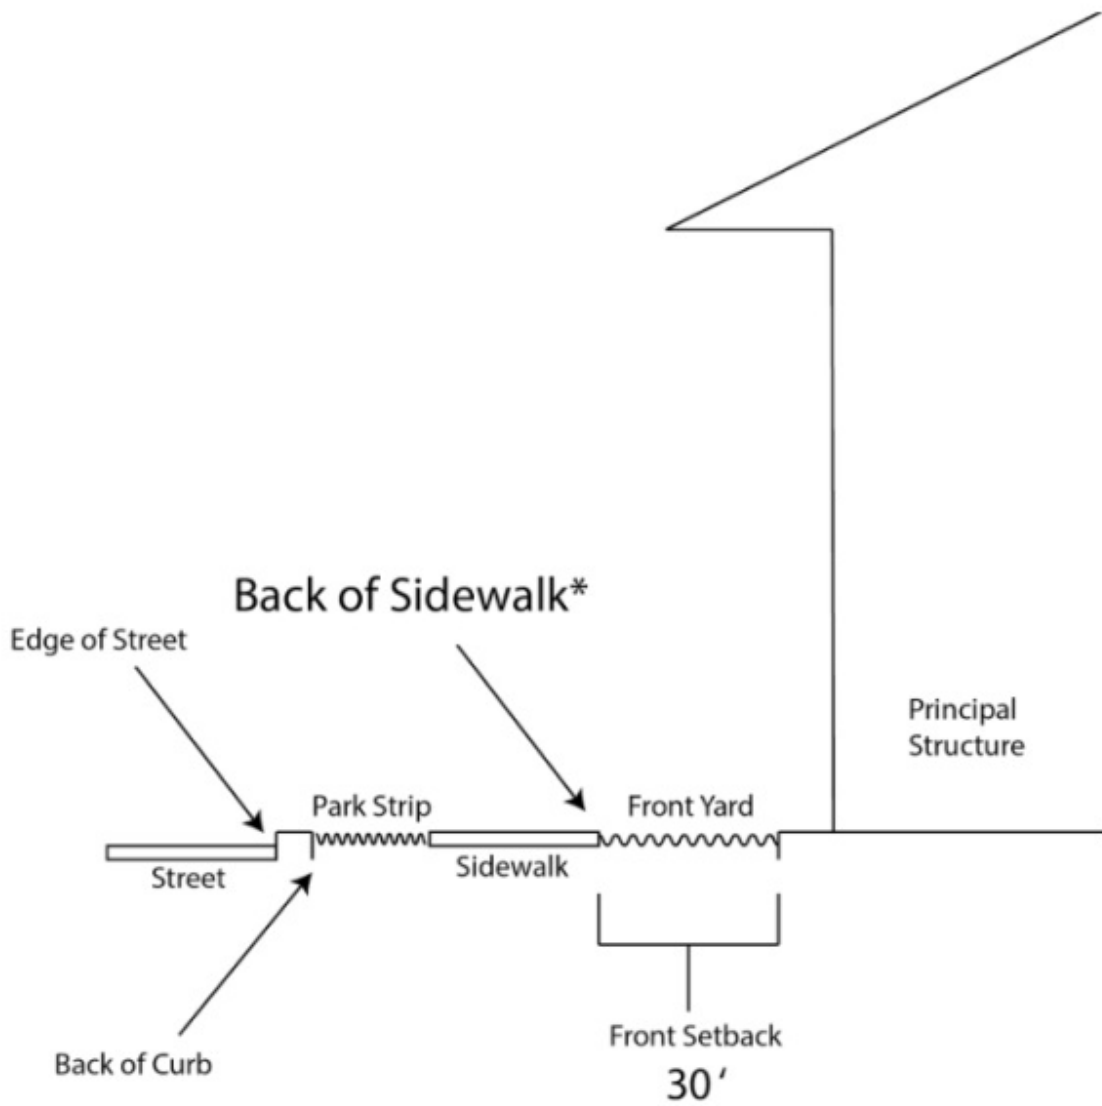 Back of Sidewalk*
Edge of Street
Principal
Structure
Park Strip
Front Yard
Street
Sidewalk
Front Setback
30′
Back of Curb